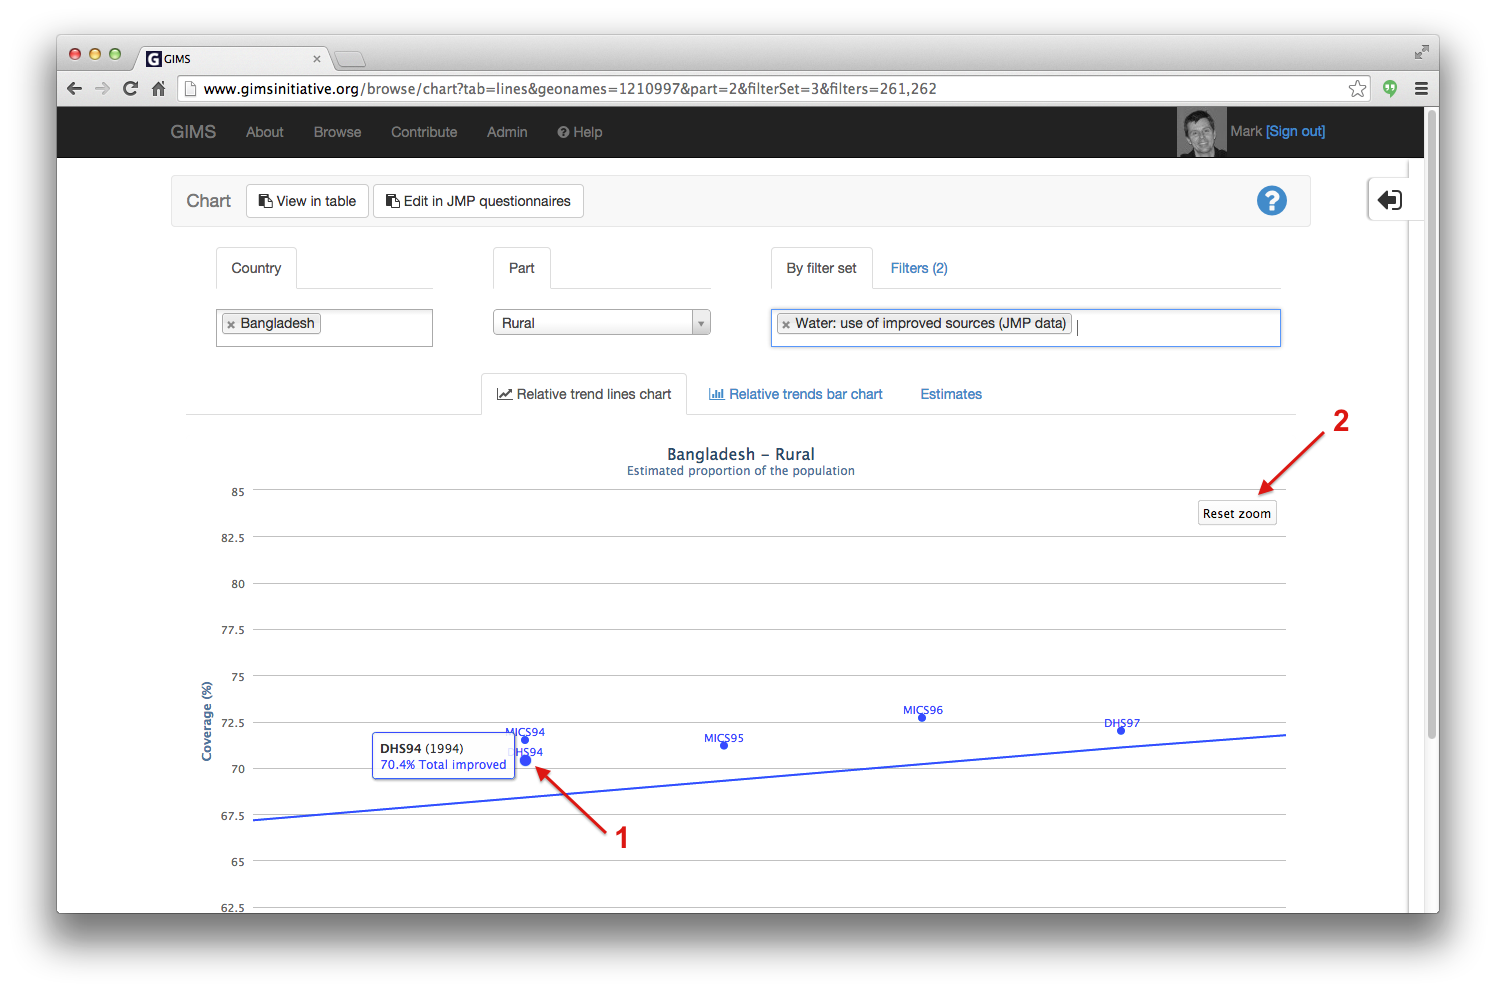 GIMS
www.gimsinitiative.org/browse/chart?tab=lines&geonames=1210997&part=2&filterSet=3&filters=261,262
GIMS About Browse Contribute Admin Help Mark [Sign out]
Chart View in table Edit in JMP questionnaires
Country Part By filter set Filters (2)
× Bangladesh Rural × Water: use of improved sources (JMP data)
Relative trend lines chart Relative trends bar chart Estimates
2
Bangladesh – Rural
Estimated proportion of the population
85
Reset zoom
82.5
80
77.5
75
Coverage (%)
MICS96
72.5
DHS97
MICS94
MICS95
DHS94 (1994)
DHS94
70.4% Total improved
70
67.5
1
65
62.5